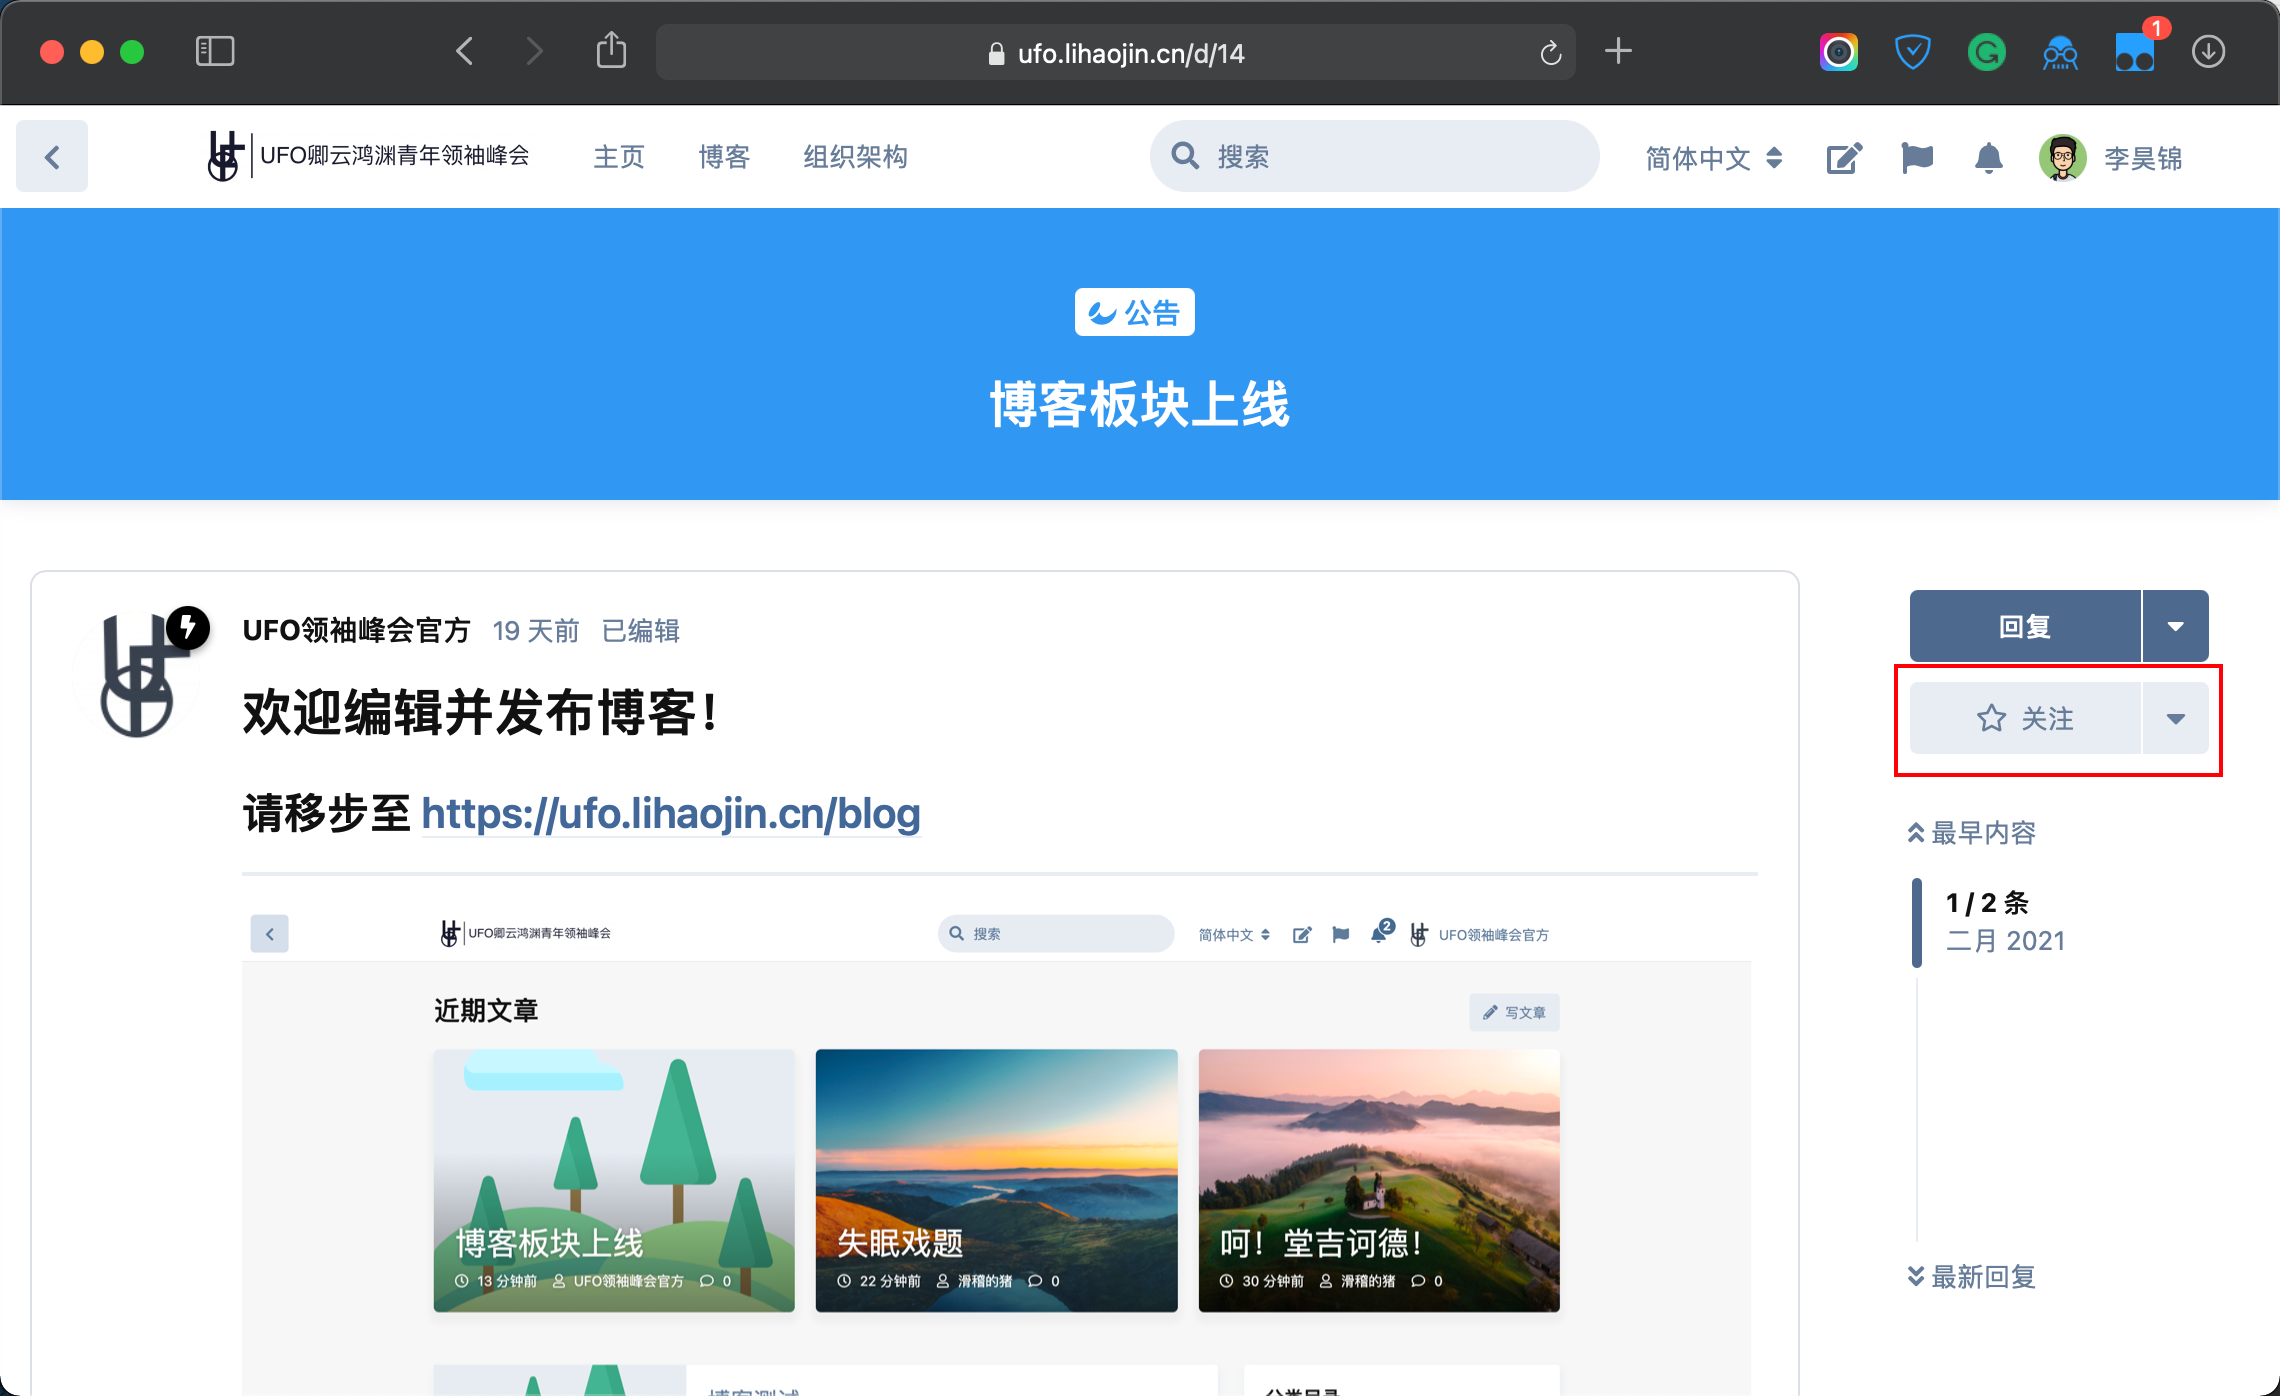 ufo.lihaojin.cn/d/14
1
UFO卿云鸿渊青年领袖峰会
主页
博客
组织架构
搜索
简体中文
李昊锦
公告
博客板块上线
UFO领袖峰会官方 19 天前 已编辑
欢迎编辑并发布博客！
请移步至 https://ufo.lihaojin.cn/blog
回复
关注
最早内容
1 / 2 条
二月 2021
最新回复
UFO卿云鸿渊青年领袖峰会
搜索
简体中文
2
UFO领袖峰会官方
近期文章
写文章
博客板块上线
13 分钟前 UFO领袖峰会官方 0
失眠戏题
22 分钟前 滑稽的猪 0
呵！堂吉诃德！
30 分钟前 滑稽的猪 0
博客测试
分类目录